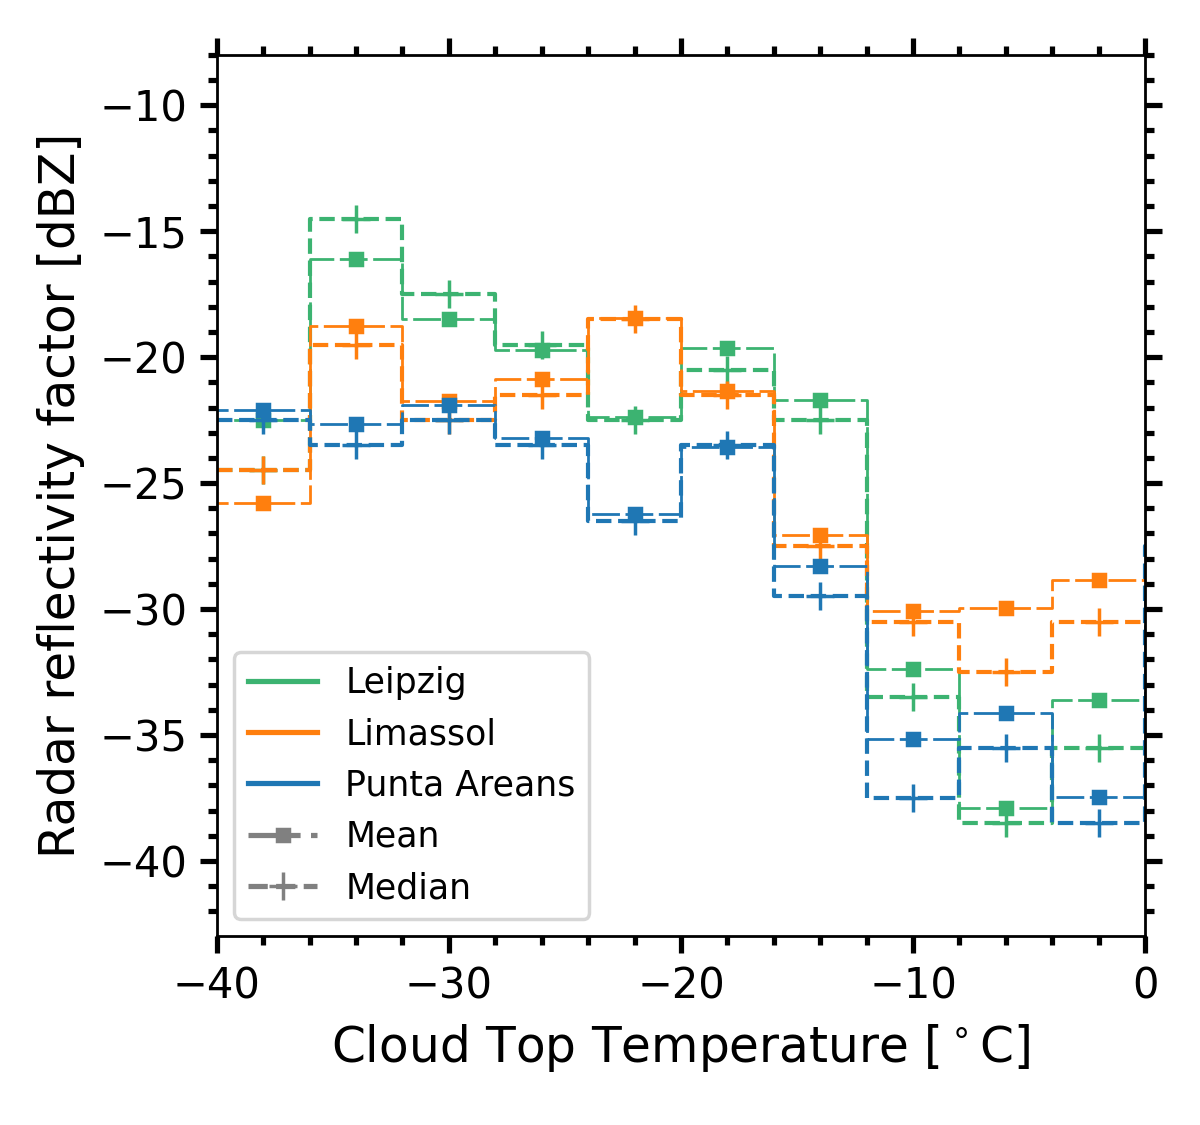 Radar reflectivity factor [dBZ]
−10
−15
−20
−25
−30
−35
−40
Leipzig
Limassol
Punta Areans
Mean
Median
−40 −30 −20 −10 0
Cloud Top Temperature [°C]